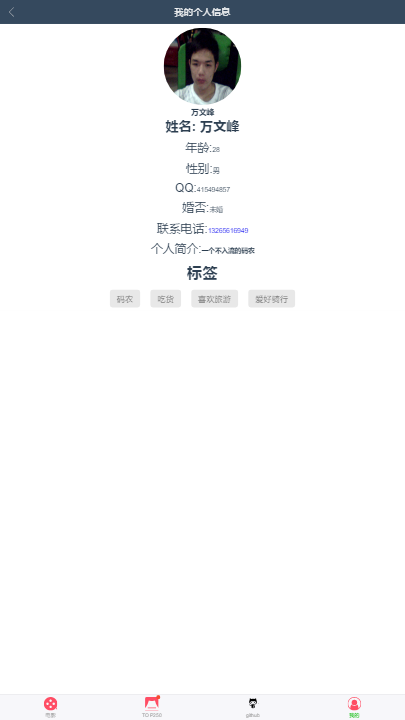 我的个人信息
万文峰
姓名: 万文峰
年龄:28
性别:男
QQ:415494857
婚否:未婚
联系电话:13265616949
个人简介:一个不入流的码农
标签
码农 吃货 喜欢旅游 爱好骑行
电影 TOP250 github 我的